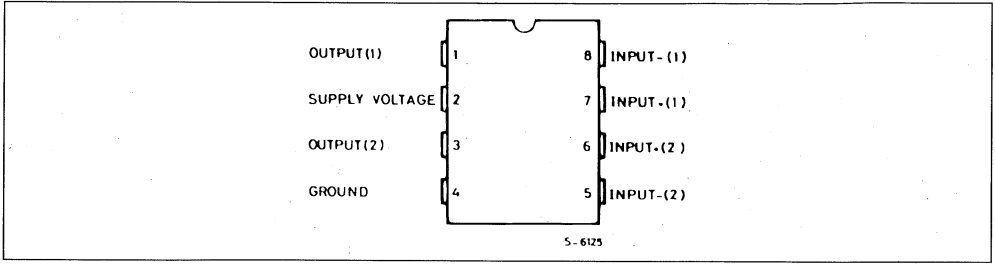 OUTPUT(1) 1 8 INPUT-(1)
SUPPLY VOLTAGE 2 7 INPUT+(1)
OUTPUT(2) 3 6 INPUT+(2)
GROUND 4 5 INPUT-(2)
S-6125